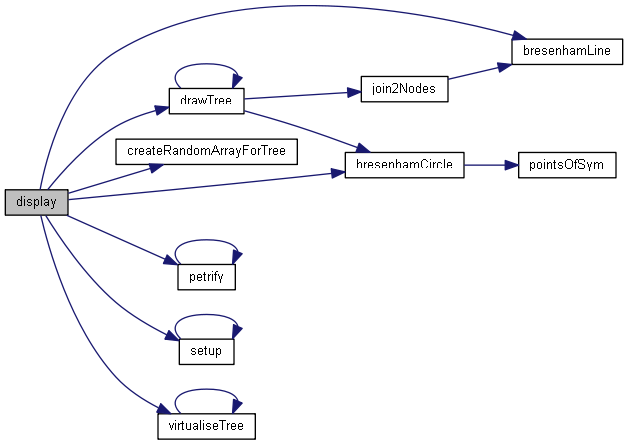 bresenhamLine
join2Nodes
drawTree
createRandomArrayForTree
bresenhamCircle
pointsOfSym
display
petrify
setup
virtualiseTree